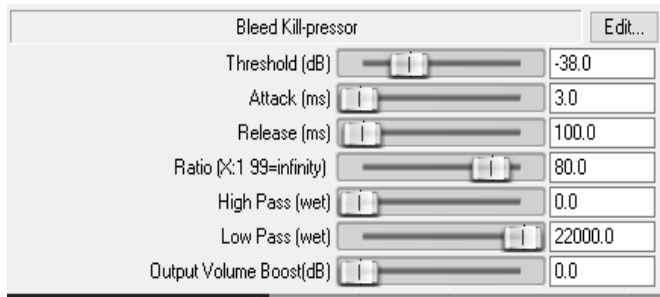 Bleed Kill-pressor Edit...
Threshold (dB) -38.0
Attack (ms) 3.0
Release (ms) 100.0
Ratio (X:1 99=infinity) 80.0
High Pass (wet) 0.0
Low Pass (wet) 22000.0
Output Volume Boost(dB) 0.0